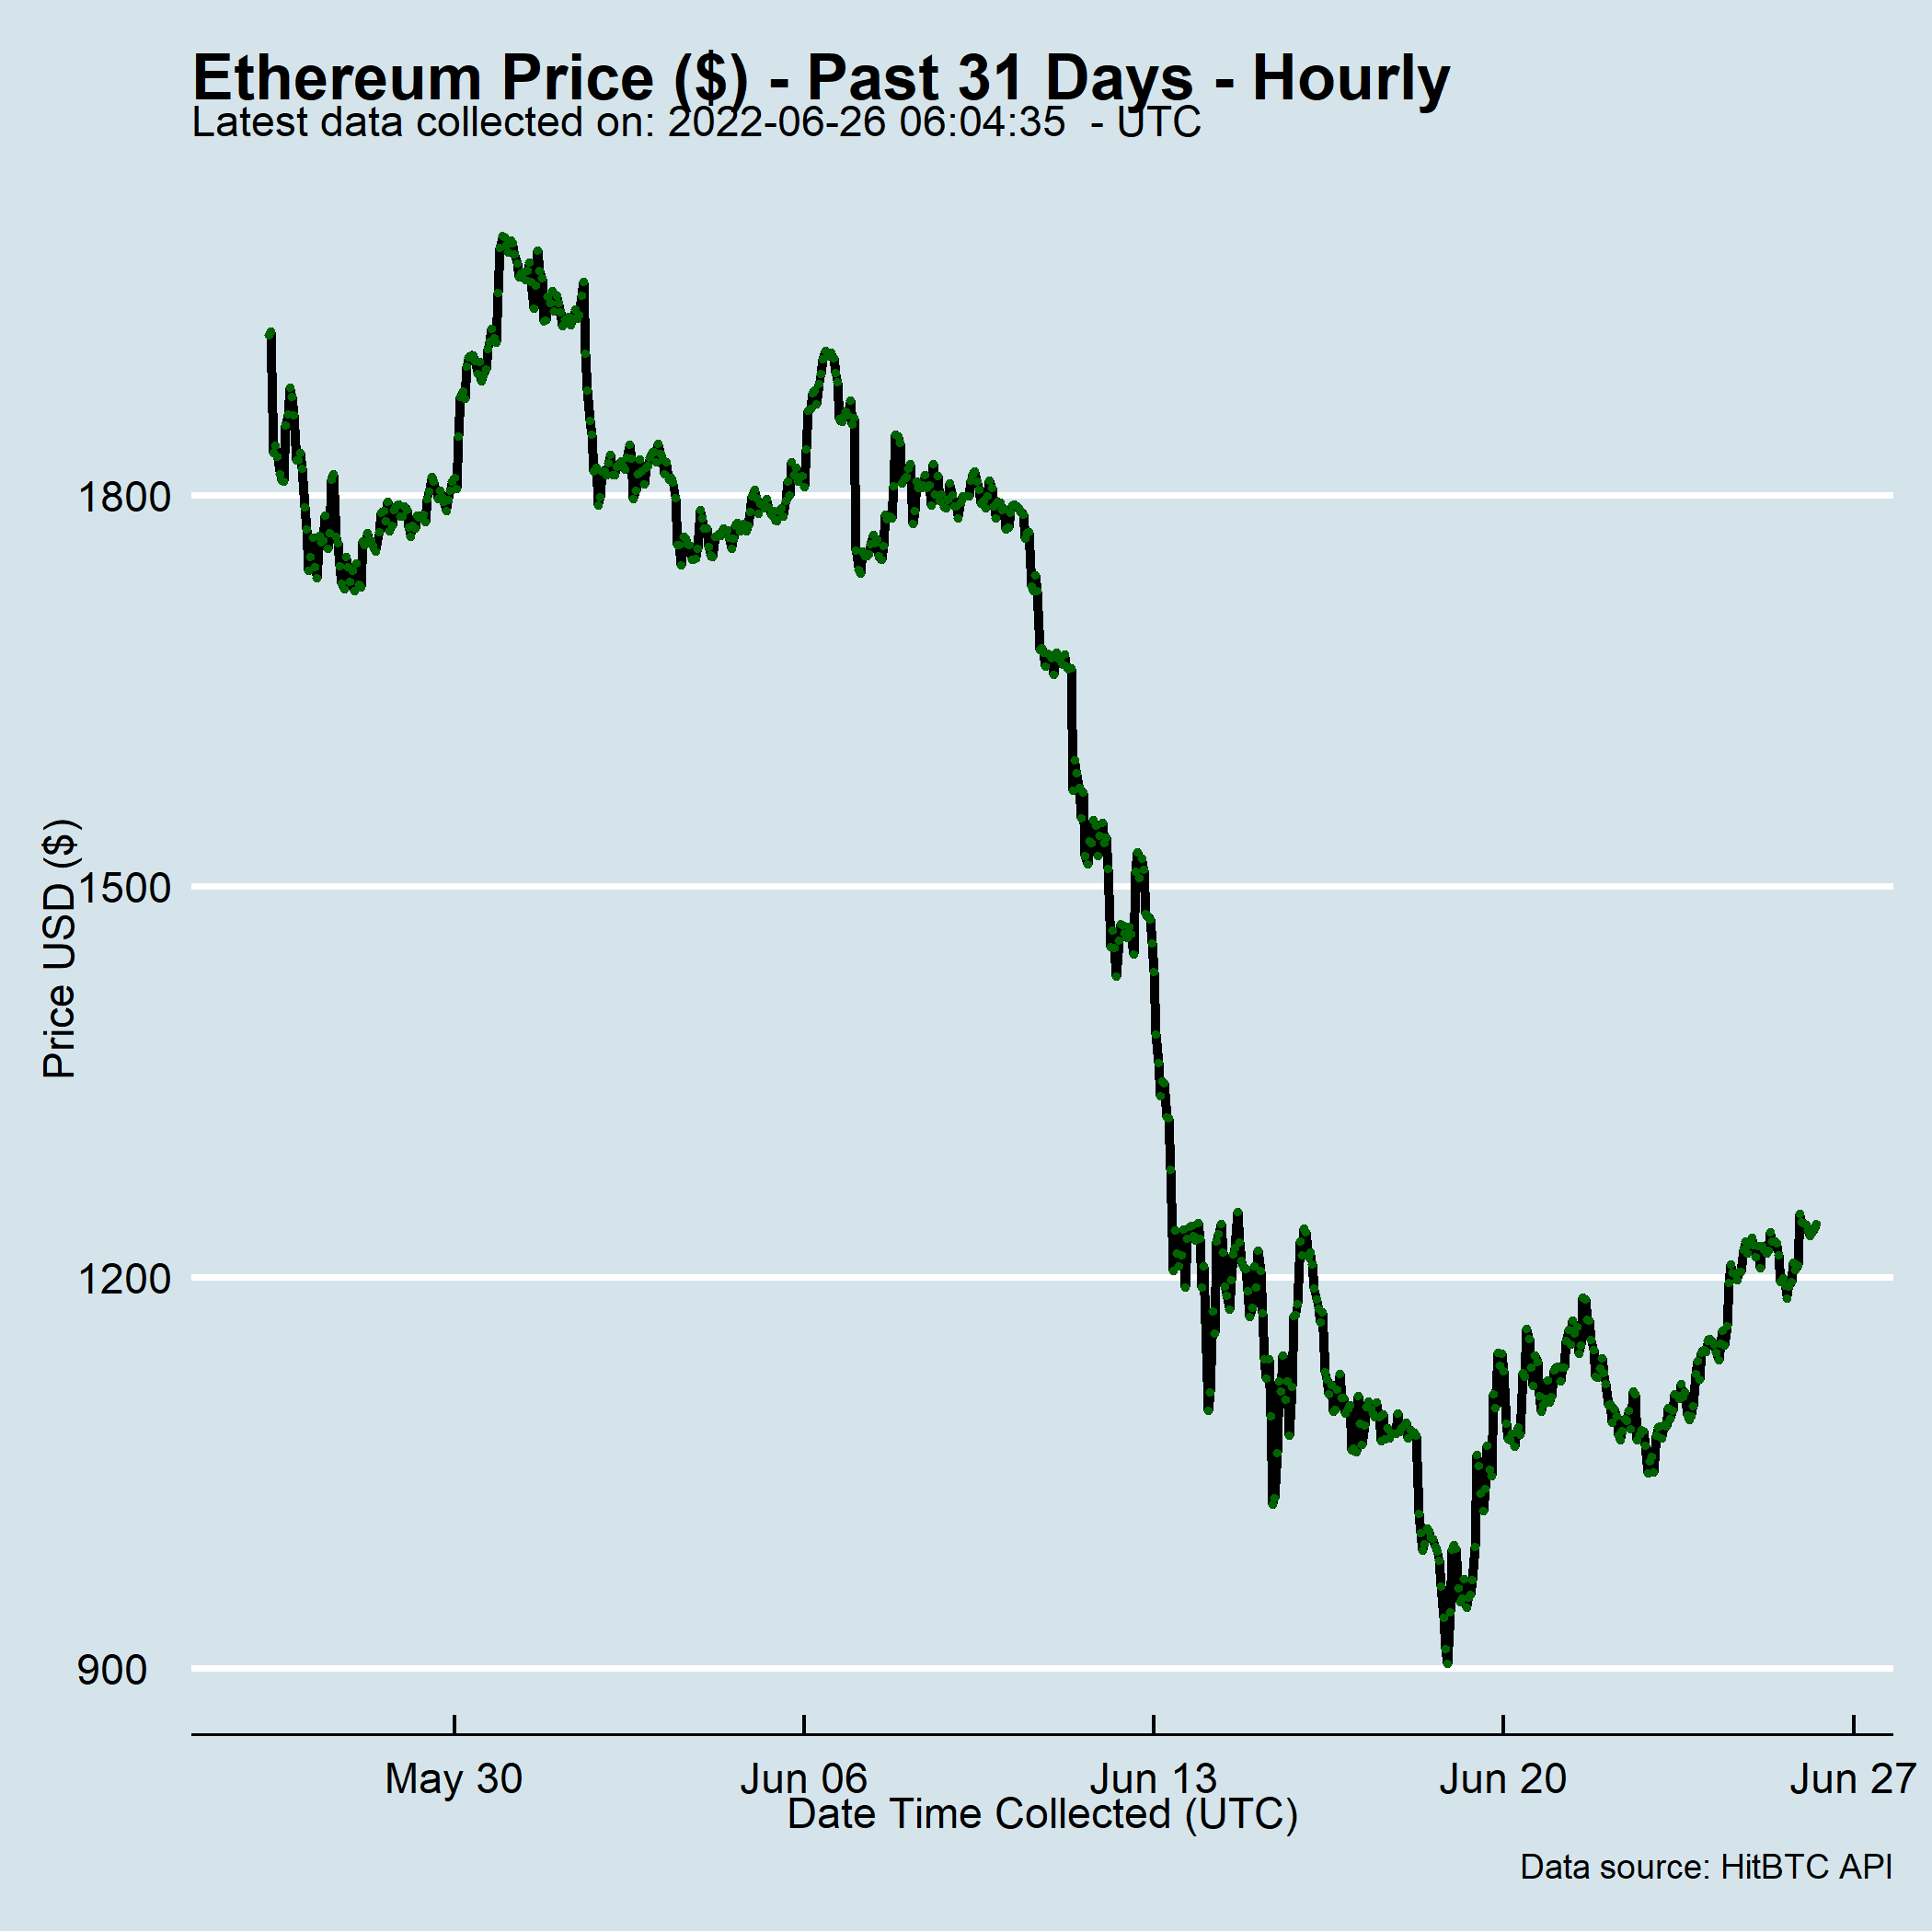 Ethereum Price ($) - Past 31 Days - Hourly
Latest data collected on: 2022-06-26 06:04:35  - UTC
Price USD ($)
1800
1500
1200
900
May 30
Jun 06
Jun 13
Jun 20
Jun 27
Date Time Collected (UTC)
Data source: HitBTC API